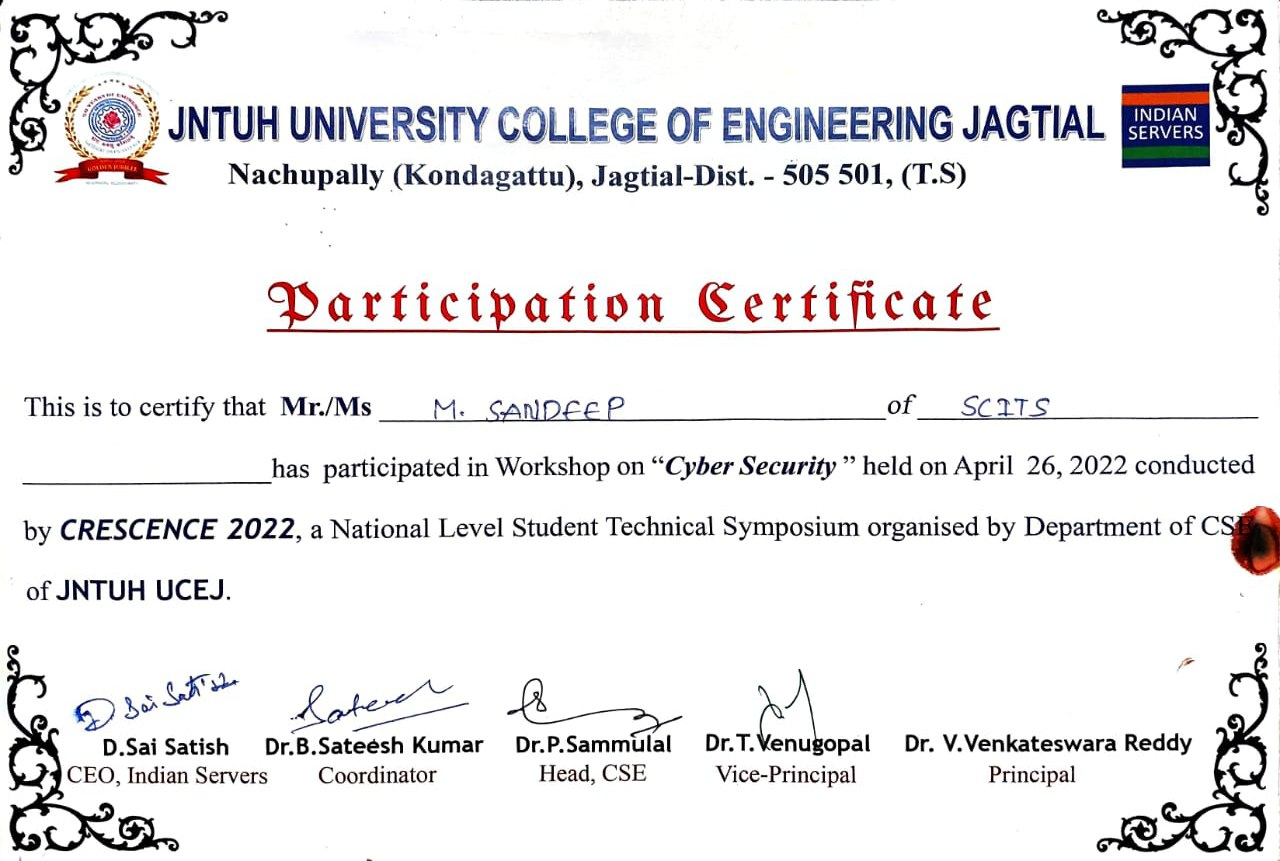 JNTUH UNIVERSITY COLLEGE OF ENGINEERING JAGTIAL
INDIAN
SERVERS
GOLDEN JUBILEE
Nachupally (Kondagattu), Jagtial-Dist. - 505 501, (T.S)
Participation Certificate
This is to certify that Mr./Ms M. SANDEEP of SCITS
has participated in Workshop on “Cyber Security ” held on April 26, 2022 conducted
by CRESCENCE 2022, a National Level Student Technical Symposium organised by Department of CSE
of JNTUH UCEJ.
D Sai Satish
D.Sai Satish Dr.B.Sateesh Kumar Dr.P.Sammulal Dr.T.Venugopal Dr. V.Venkateswara Reddy
CEO, Indian Servers Coordinator Head, CSE Vice-Principal Principal